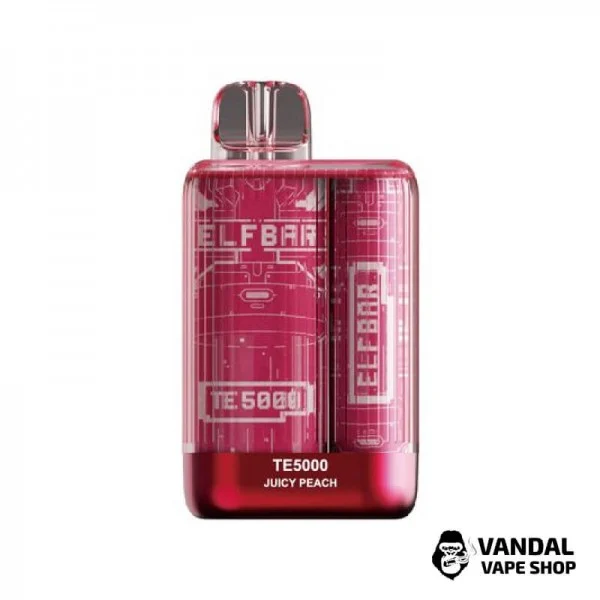 ELFBAR
ELFBAR
TE5000
TE5000
JUICY PEACH
VANDAL
VAPE SHOP